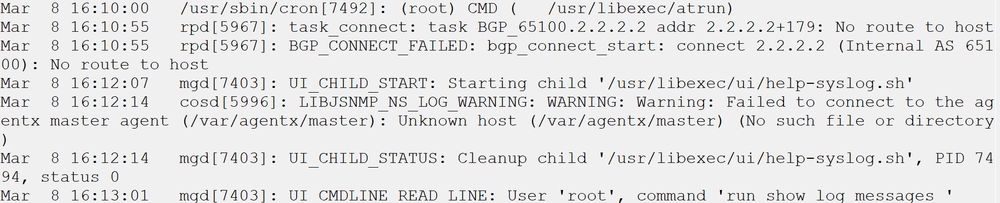 Mar  8 16:10:00   /usr/sbin/cron[7492]: (root) CMD (   /usr/libexec/atrun)
Mar  8 16:10:55   rpd[5967]: task_connect: task BGP_65100.2.2.2.2 addr 2.2.2.2+179: No route to host
Mar  8 16:10:55   rpd[5967]: BGP_CONNECT_FAILED: bgp_connect_start: connect 2.2.2.2 (Internal AS 651
00): No route to host
Mar  8 16:12:07   mgd[7403]: UI_CHILD_START: Starting child '/usr/libexec/ui/help-syslog.sh'
Mar  8 16:12:14   cosd[5996]: LIBJSNMP_NS_LOG_WARNING: WARNING: Warning: Failed to connect to the ag
entx master agent (/var/agentx/master): Unknown host (/var/agentx/master) (No such file or directory
)
Mar  8 16:12:14   mgd[7403]: UI_CHILD_STATUS: Cleanup child '/usr/libexec/ui/help-syslog.sh', PID 74
94, status 0
Mar  8 16:13:01   mgd[7403]: UI_CMDLINE_READ_LINE: User 'root', command 'run show log messages '